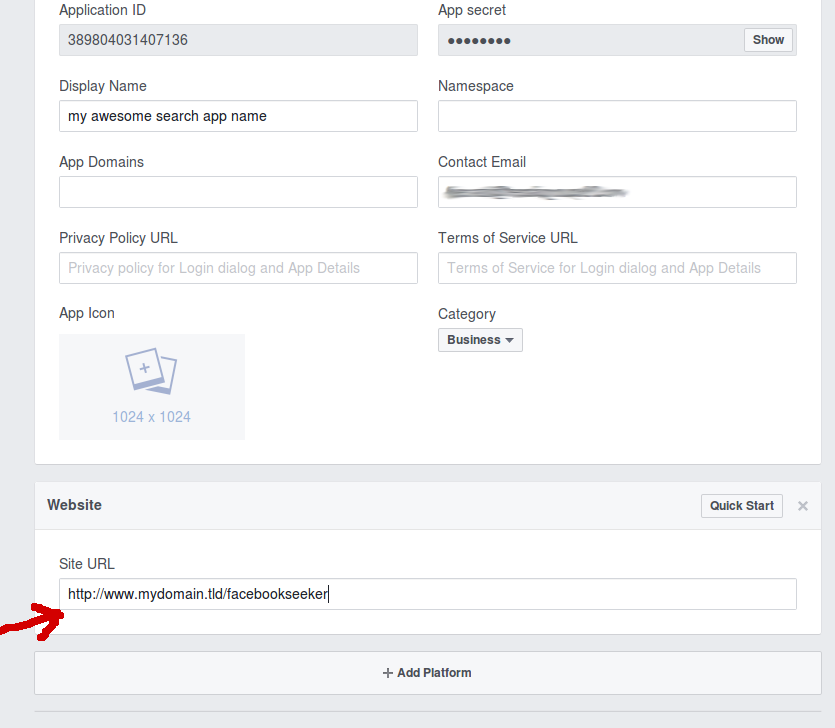 Application ID
App secret
389804031407136
●●●●●●●●
Show
Display Name
Namespace
my awesome search app name
App Domains
Contact Email
Privacy Policy URL
Terms of Service URL
Privacy policy for Login dialog and App Details
Terms of Service for Login dialog and App Details
App Icon
Category
Business
1024 x 1024
Website
Quick Start
×
Site URL
http://www.mydomain.tld/facebookseeker
+ Add Platform